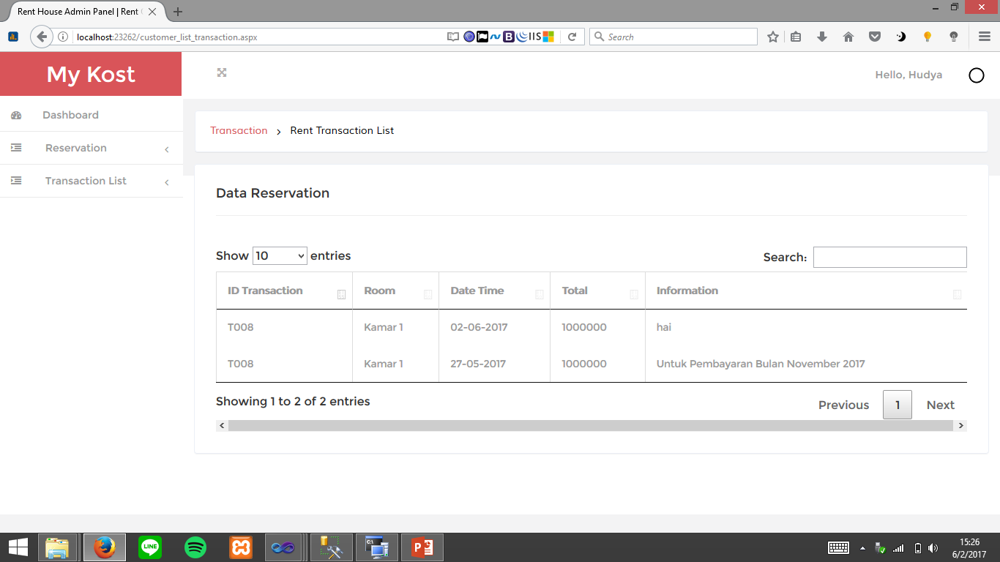 Rent House Admin Panel | Rent
localhost:23262/customer_list_transaction.aspx
B
IIS
Search
My Kost
Hello, Hudya
Dashboard
Reservation
Transaction List
Transaction > Rent Transaction List
Data Reservation
Show 10 entries
Search:
ID Transaction Room Date Time Total Information
T008 Kamar 1 02-06-2017 1000000 hai
T008 Kamar 1 27-05-2017 1000000 Untuk Pembayaran Bulan November 2017
Showing 1 to 2 of 2 entries
Previous 1 Next
LINE
15:26
6/2/2017